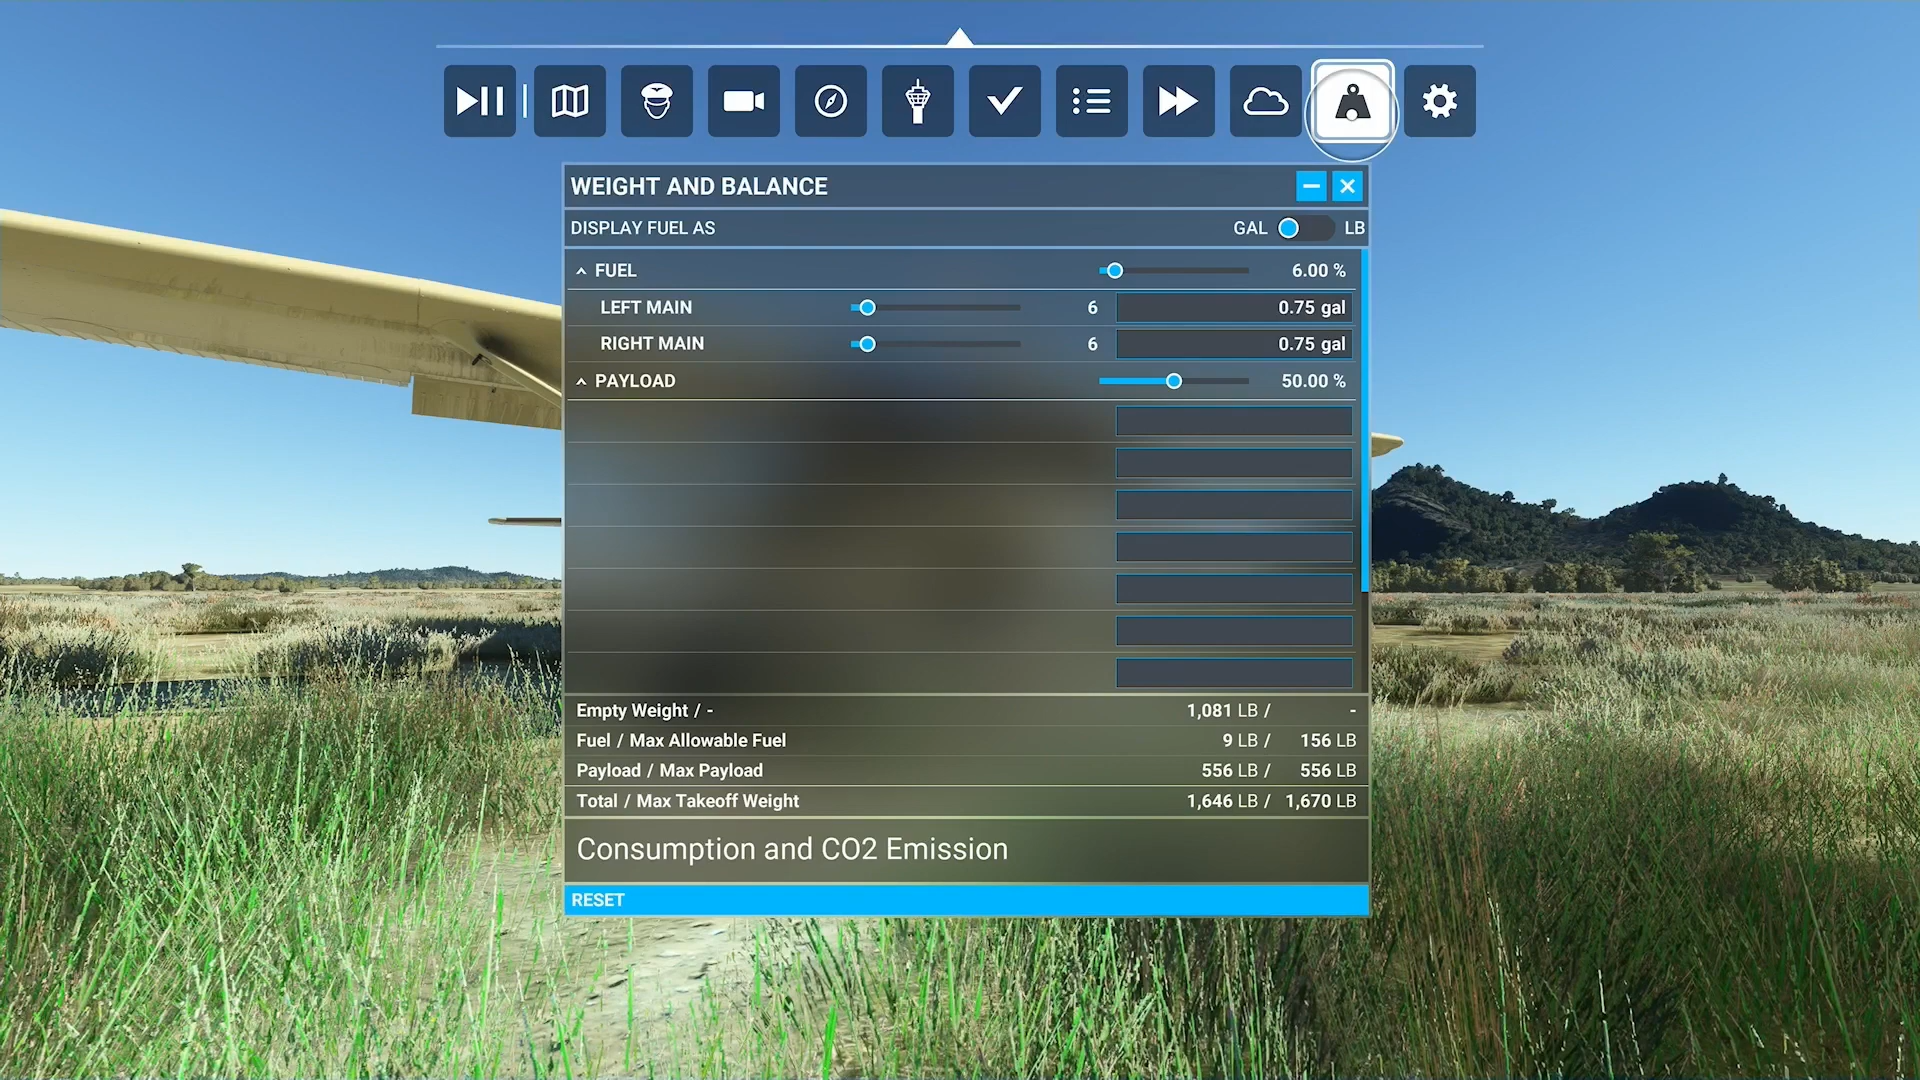 WEIGHT AND BALANCE
DISPLAY FUEL AS GAL LB
FUEL 6.00 %
LEFT MAIN 6 0.75 gal
RIGHT MAIN 6 0.75 gal
PAYLOAD 50.00 %
Empty Weight / - 1,081 LB / -
Fuel / Max Allowable Fuel 9 LB / 156 LB
Payload / Max Payload 556 LB / 556 LB
Total / Max Takeoff Weight 1,646 LB / 1,670 LB
Consumption and CO2 Emission
RESET